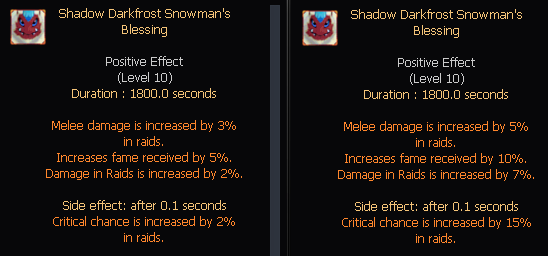 Shadow Darkfrost Snowman's
Blessing
Positive Effect
(Level 10)
Duration : 1800.0 seconds
Melee damage is increased by 3%
in raids.
Increases fame received by 5%.
Damage in Raids is increased by 2%.
Side effect: after 0.1 seconds
Critical chance is increased by 2%
in raids.
Shadow Darkfrost Snowman's
Blessing
Positive Effect
(Level 10)
Duration : 1800.0 seconds
Melee damage is increased by 5%
in raids.
Increases fame received by 10%.
Damage in Raids is increased by 7%.
Side effect: after 0.1 seconds
Critical chance is increased by 15%
in raids.